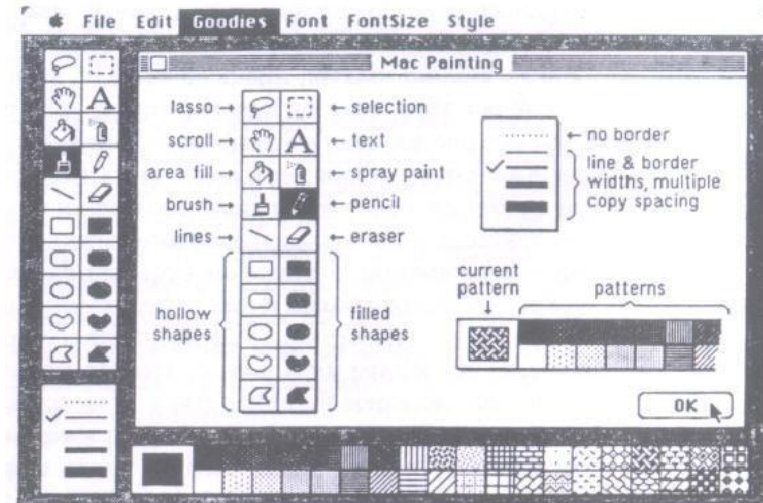 File Edit Goodies Font FontSize Style
Mac Painting
lasso → ← selection
scroll → A ← text
area fill → ← spray paint
brush → ← pencil
lines → ← eraser
hollow shapes
filled shapes
← no border
line & border
widths, multiple
copy spacing
current
pattern
patterns
OK
A